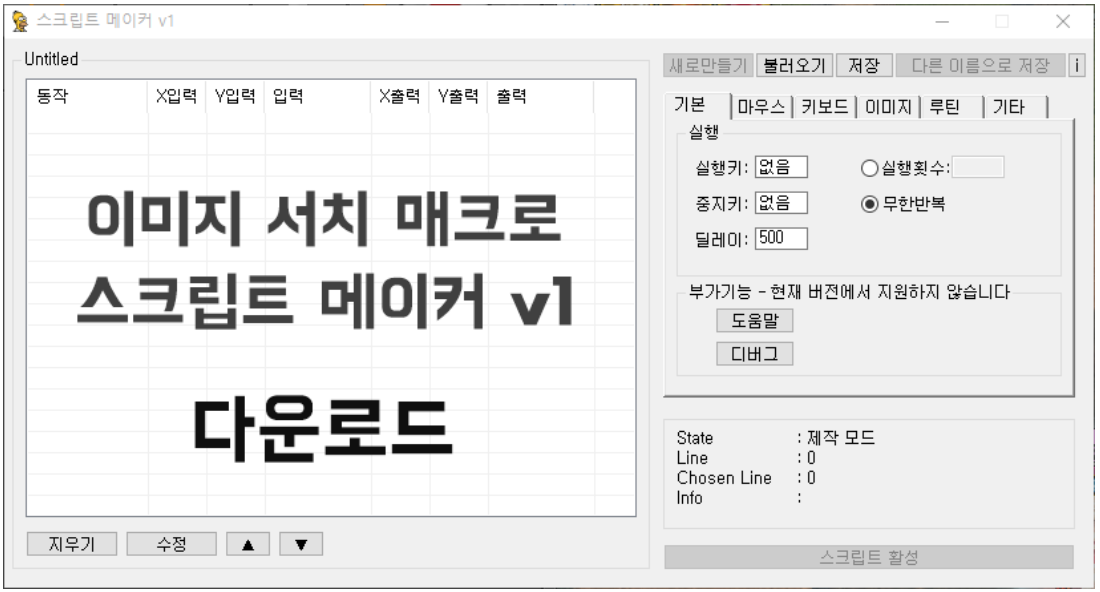 스크립트 메이커 v1
Untitled
동작 X입력 Y입력 입력 X출력 Y출력 출력
이미지 서치 매크로
스크립트 메이커 v1
다운로드
지우기 수정 ▲ ▼
새로만들기 불러오기 저장 다른 이름으로 저장 i
기본 마우스 키보드 이미지 루틴 기타
실행
실행키: 없음 실행횟수:
중지키: 없음 무한반복
딜레이: 500
부가기능 - 현재 버전에서 지원하지 않습니다
도움말
디버그
State : 제작 모드
Line : 0
Chosen Line : 0
Info :
스크립트 활성